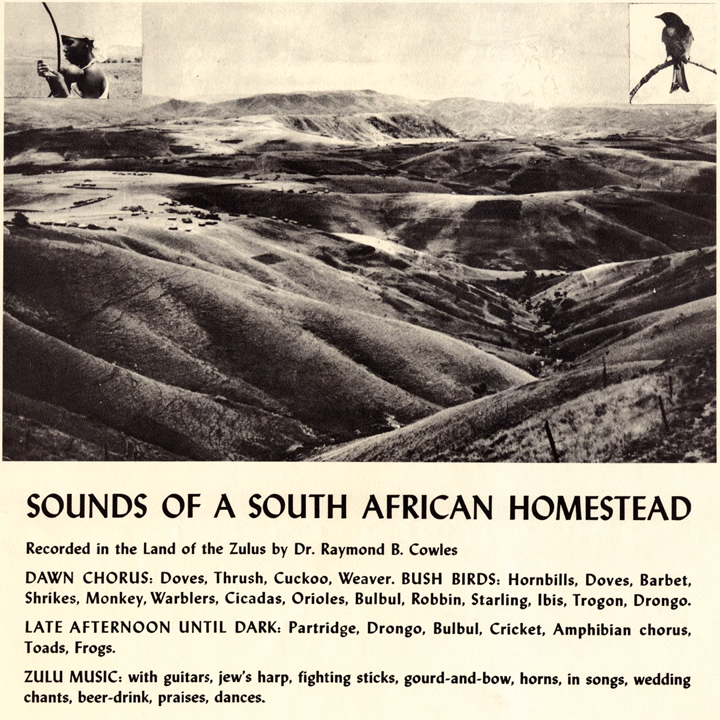 SOUNDS OF A SOUTH AFRICAN HOMESTEAD
Recorded in the Land of the Zulus by Dr. Raymond B. Cowles
DAWN CHORUS: Doves, Thrush, Cuckoo, Weaver. BUSH BIRDS: Hornbills, Doves, Barbet,
Shrikes, Monkey, Warblers, Cicadas, Orioles, Bulbul, Robbin, Starling, Ibis, Trogon, Drongo.
LATE AFTERNOON UNTIL DARK: Partridge, Drongo, Bulbul, Cricket, Amphibian chorus,
Toads, Frogs.
ZULU MUSIC: with guitars, jew's harp, fighting sticks, gourd-and-bow, horns, in songs, wedding
chants, beer-drink, praises, dances.